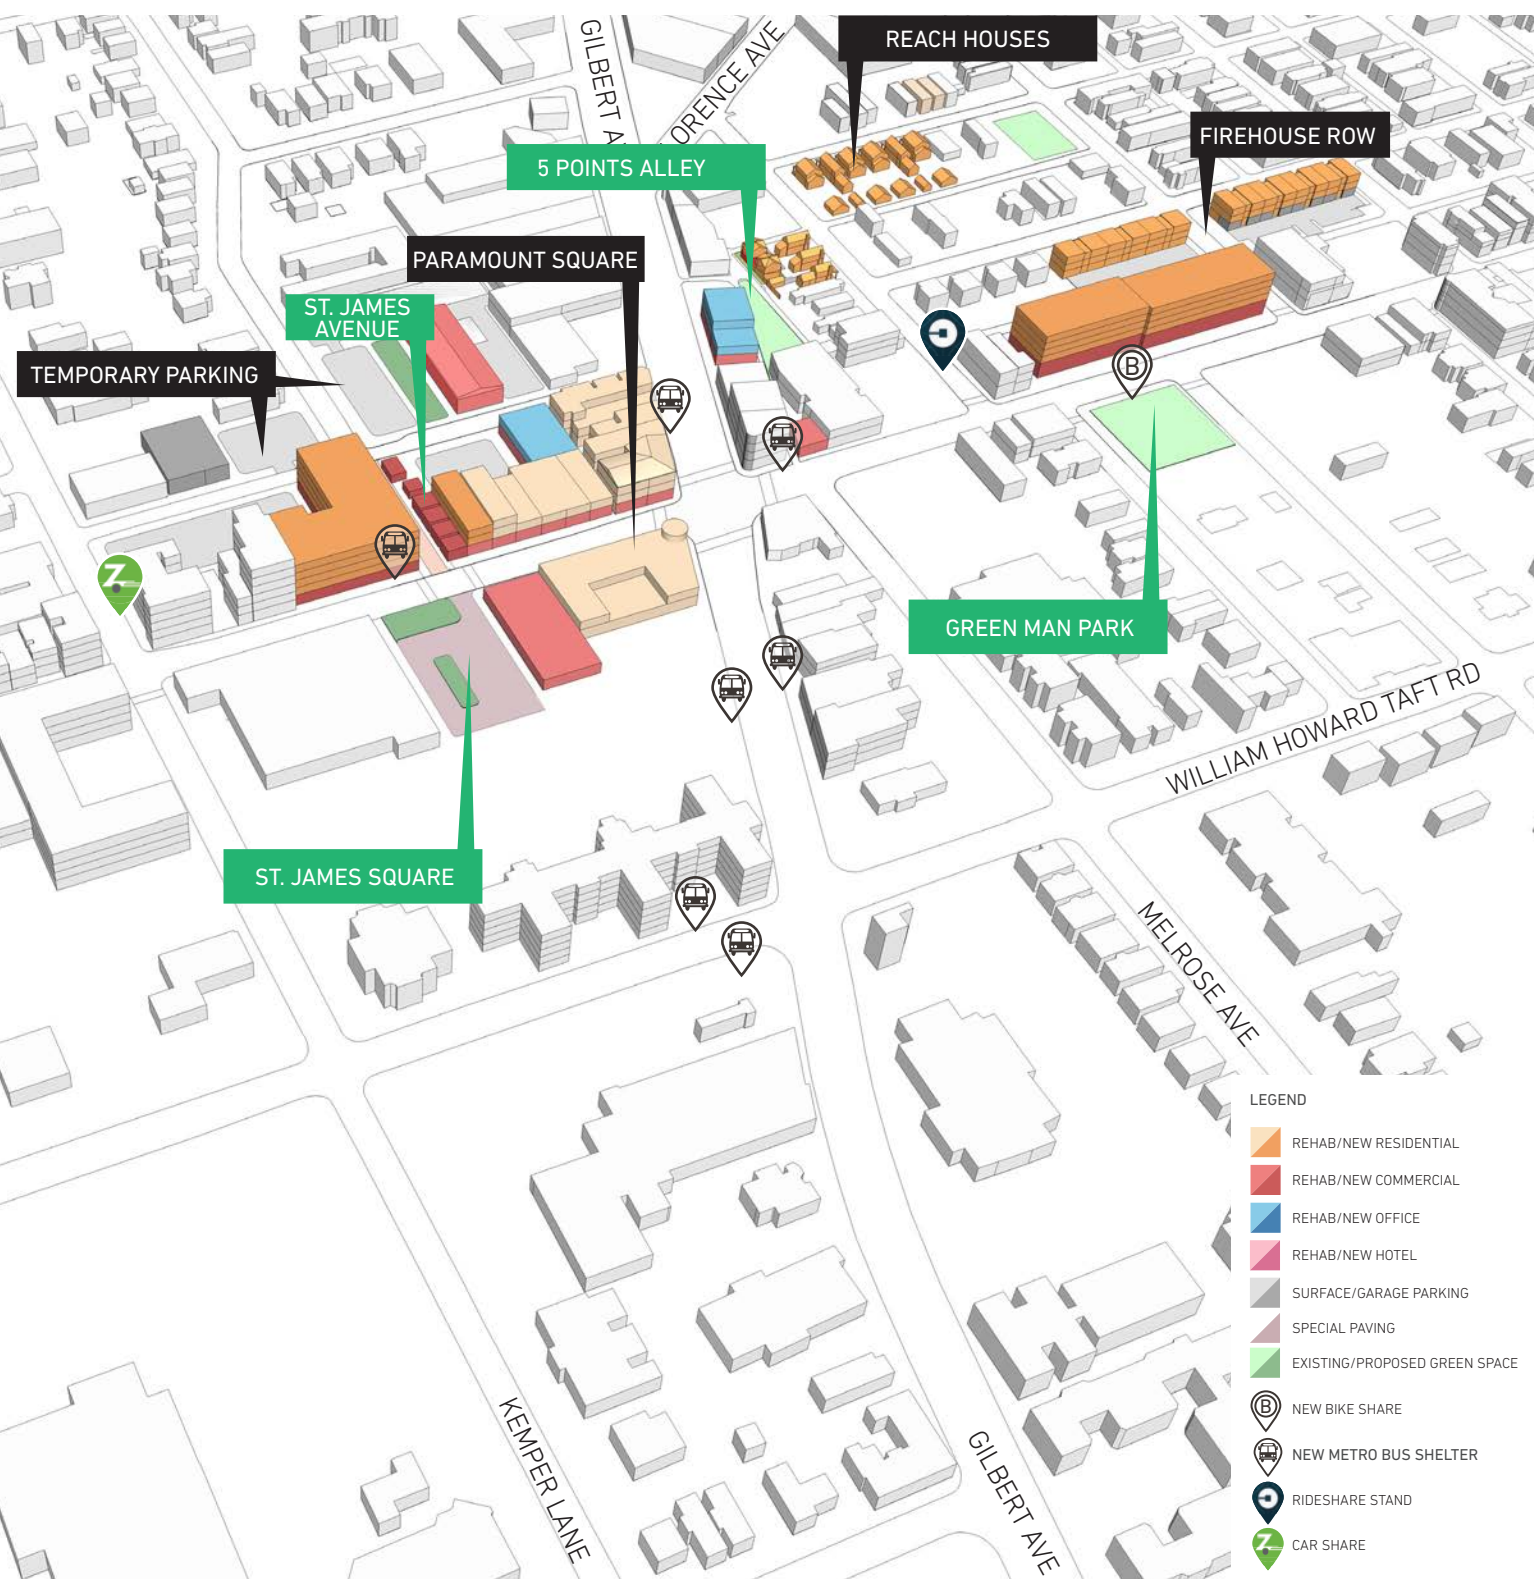 GILBERT A
ORENCE AVE
REACH HOUSES
FIREHOUSE ROW
5 POINTS ALLEY
PARAMOUNT SQUARE
ST. JAMES
AVENUE
TEMPORARY PARKING
B
Z
GREEN MAN PARK
WILLIAM HOWARD TAFT RD
ST. JAMES SQUARE
MELROSE AVE
KEMPER LANE
GILBERT AVE
LEGEND
REHAB/NEW RESIDENTIAL
REHAB/NEW COMMERCIAL
REHAB/NEW OFFICE
REHAB/NEW HOTEL
SURFACE/GARAGE PARKING
SPECIAL PAVING
EXISTING/PROPOSED GREEN SPACE
B NEW BIKE SHARE
NEW METRO BUS SHELTER
RIDESHARE STAND
Z CAR SHARE